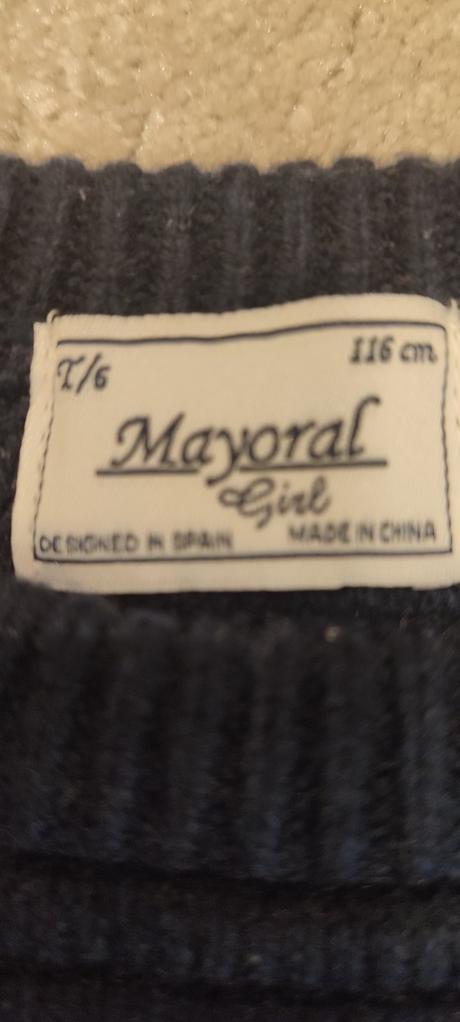 T/6 116 cm
Mayoral
Girl
DESIGNED IN SPAIN MADE IN CHINA